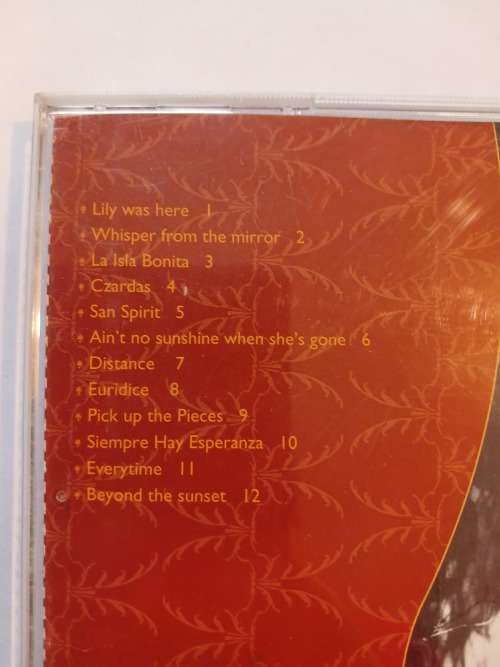 Lily was here 1
Whisper from the mirror 2
La Isla Bonita 3
Czardas 4
San Spirit 5
Ain't no sunshine when she's gone 6
Distance 7
Euridice 8
Pick up the Pieces 9
Siempre Hay Esperanza 10
Everytime 11
Beyond the sunset 12